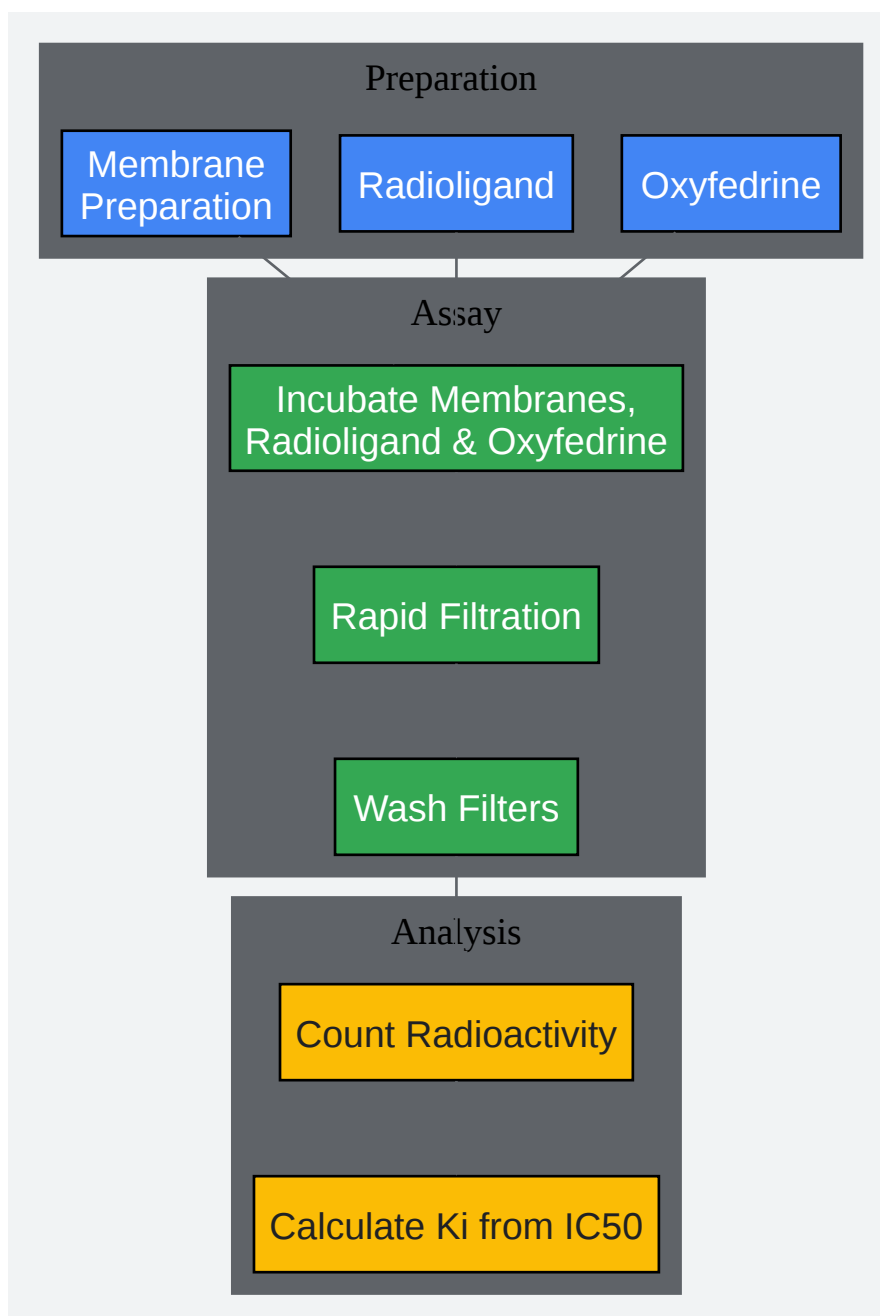 Preparation
Membrane
Preparation
Radioligand
Oxyfedrine
Assay
Incubate Membranes,
Radioligand & Oxyfedrine
Rapid Filtration
Wash Filters
Analysis
Count Radioactivity
Calculate Ki from IC50